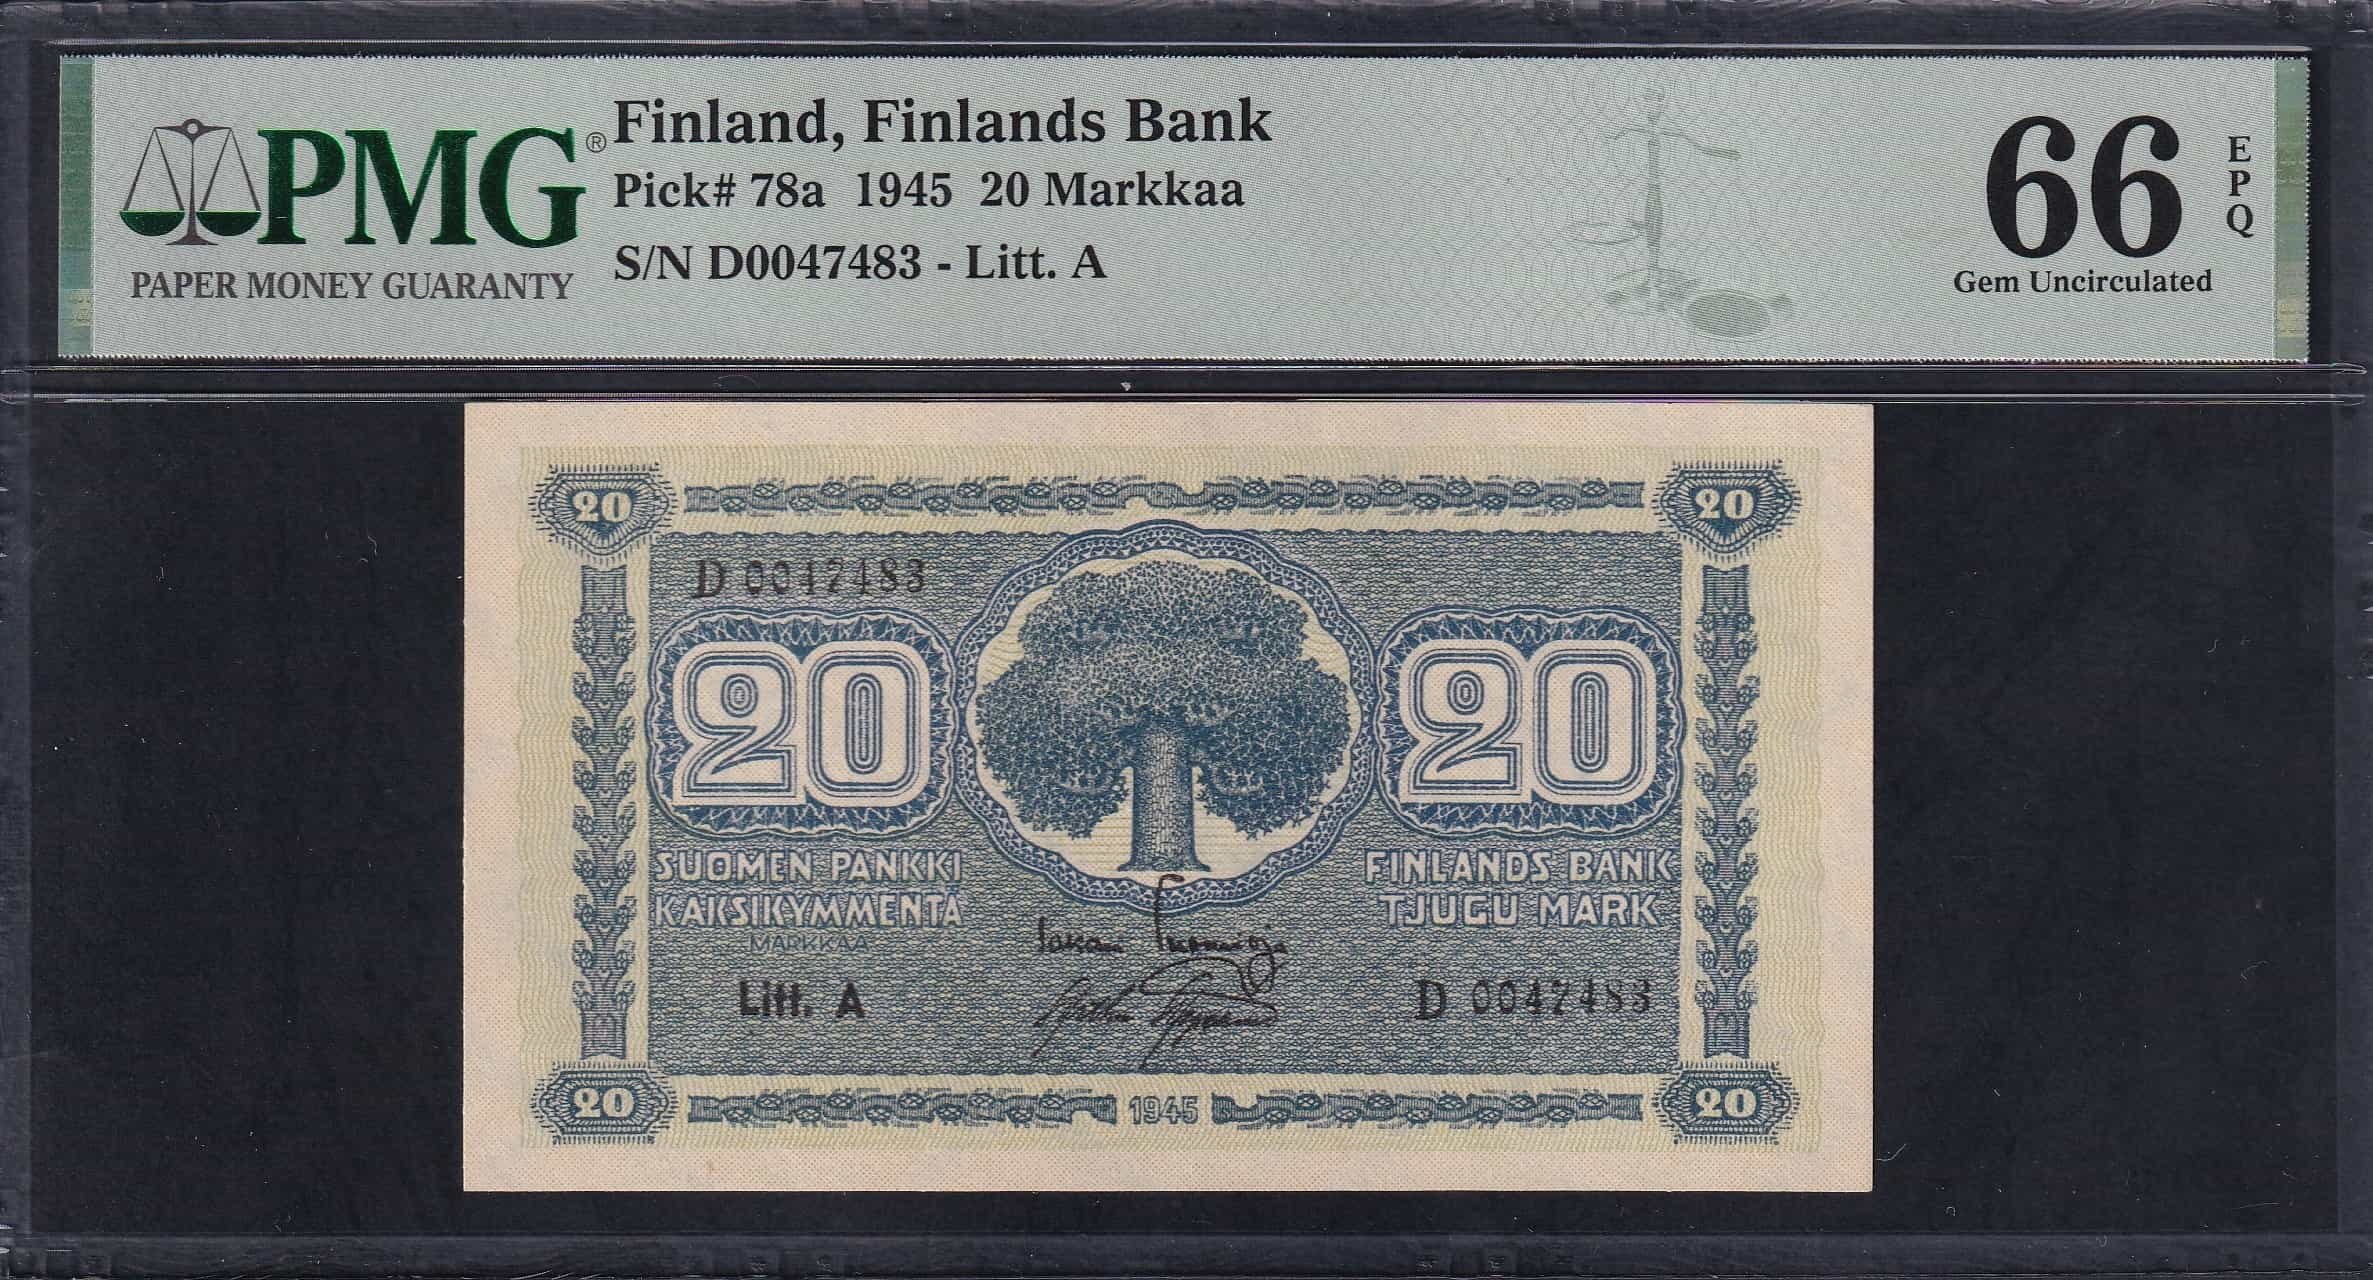 PMG®
PAPER MONEY GUARANTY
Finland, Finlands Bank
Pick# 78a 1945 20 Markkaa
S/N D0047483 - Litt. A
66
EPQ
Gem Uncirculated
20
20
D 0047483
20
20
SUOMEN PANKKI
KAKSIKYMMENTÄ
MARKKAA
FINLANDS BANK
TJUGU MARK
Litt. A
D 0047483
20
1945
20